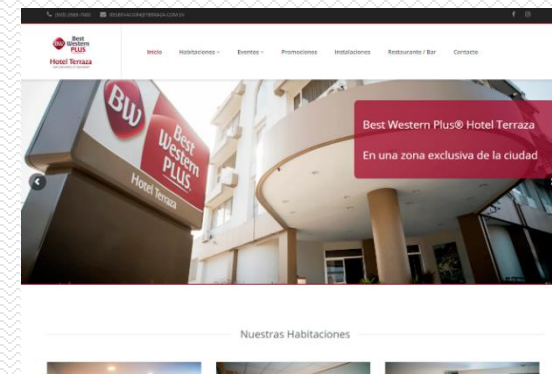 Best
Western
PLUS
Hotel Terraza
Inicio
Habitaciones
Eventos
Promociones
Instalaciones
Restaurante / Bar
Contacto
BW
Best
Western
PLUS
Hotel Terraza
Best Western Plus® Hotel Terraza
En una zona exclusiva de la ciudad
Nuestras Habitaciones